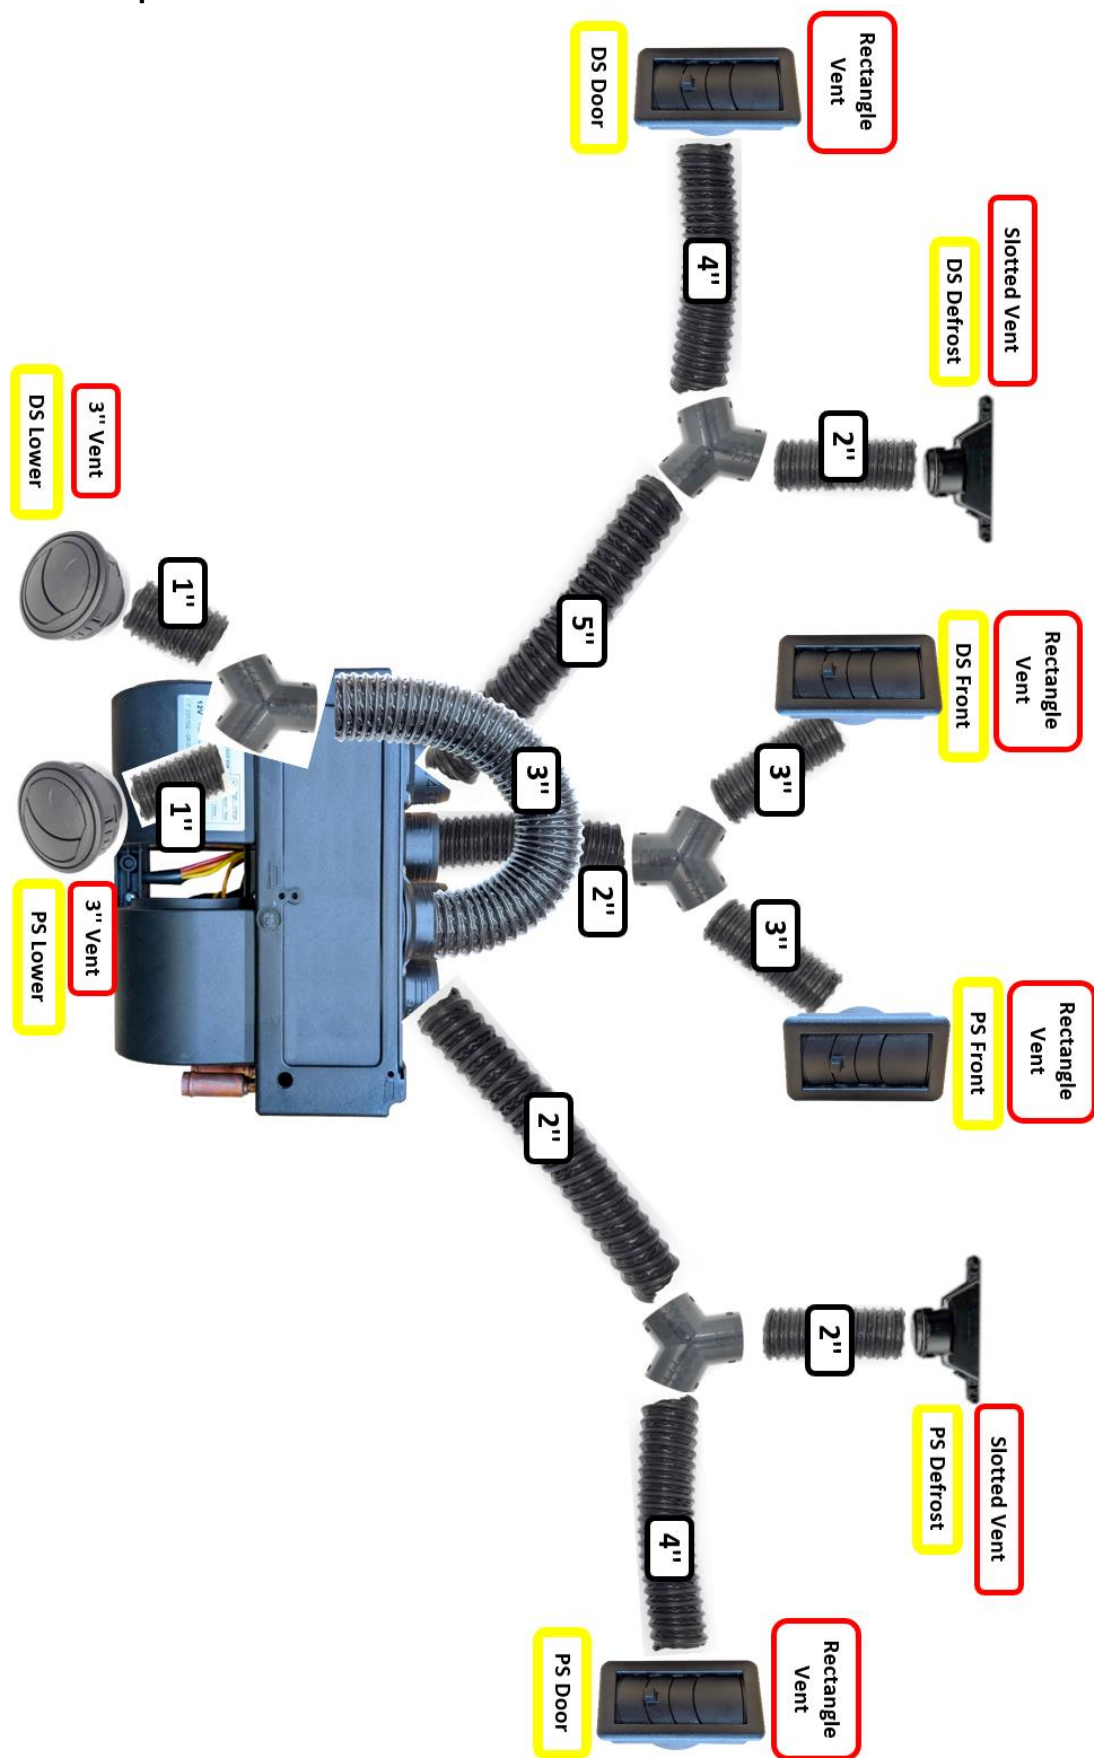 Rectangle
Vent
DS Door
4"
Slotted Vent
DS Defrost
2"
5"
3" Vent
DS Lower
1"
Rectangle
Vent
DS Front
3"
3"
2"
1"
3" Vent
PS Lower
3"
Rectangle
Vent
PS Front
2"
2"
Slotted Vent
PS Defrost
4"
Rectangle
Vent
PS Door
12V